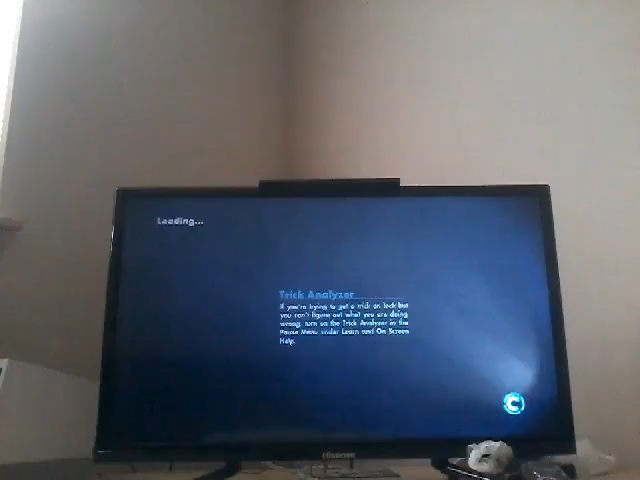 Loading...
Trick Analyzer
If you're trying to get a trick on lock but
you can't figure out what you are doing
wrong, turn on the Trick Analyzer in the
Pause Menu under Learn and On Screen
Help.
C
Hisense